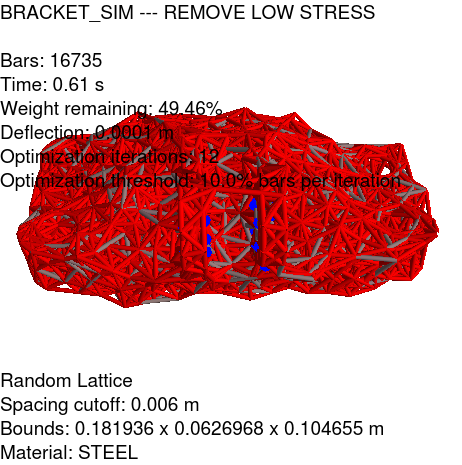 BRACKET_SIM --- REMOVE LOW STRESS
Bars: 16735
Time: 0.61 s
Weight remaining: 49.46%
Deflection: 0.0001 m
Optimization iterations: 12
Optimization threshold: 10.0% bars per iteration
Random Lattice
Spacing cutoff: 0.006 m
Bounds: 0.181936 x 0.0626968 x 0.104655 m
Material: STEEL